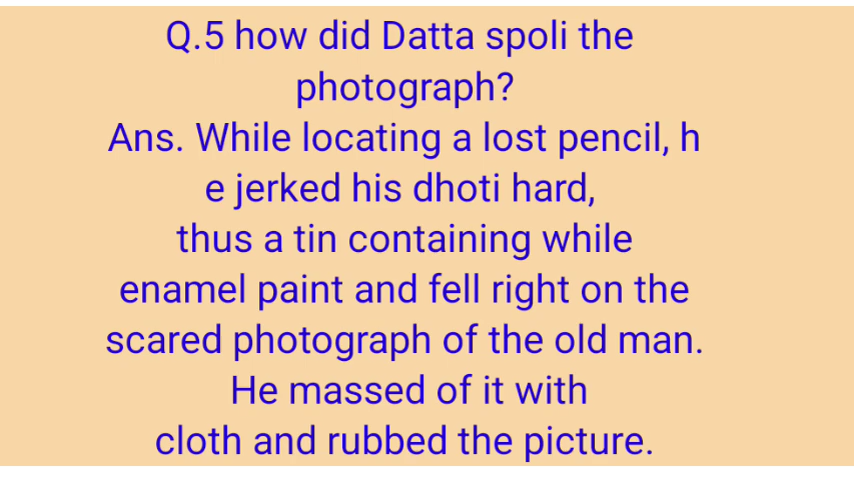 Q.5 how did Datta spoli the
photograph?
Ans. While locating a lost pencil, h
e jerked his dhoti hard,
thus a tin containing while
enamel paint and fell right on the
scared photograph of the old man.
He massed of it with
cloth and rubbed the picture.